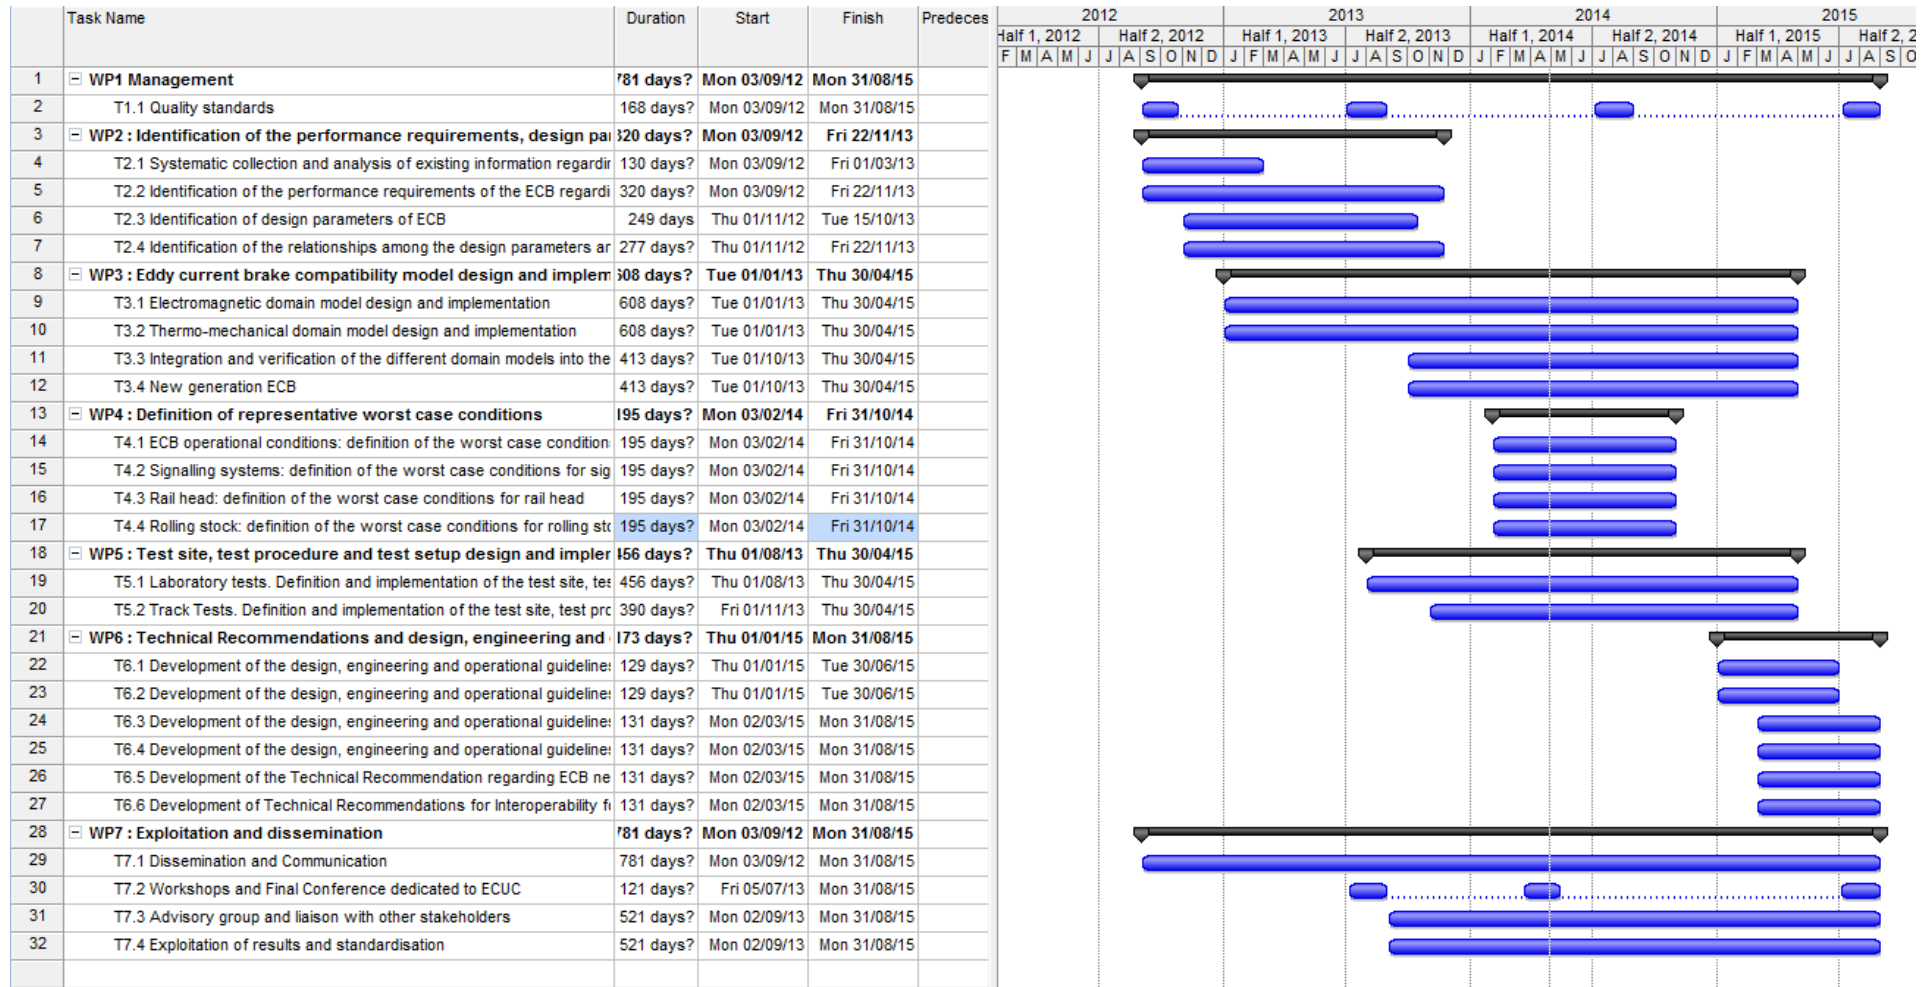 Task Name Duration Start Finish Predeces
2012 2013 2014 2015
Half 1, 2012 Half 2, 2012 Half 1, 2013 Half 2, 2013 Half 1, 2014 Half 2, 2014 Half 1, 2015 Half 2, 2
F M A M J J A S O N D J F M A M J J A S O N D J F M A M J J A S O N D J F M A M J J A S O
1 WP1 Management 781 days? Mon 03/09/12 Mon 31/08/15
2 T1.1 Quality standards 168 days? Mon 03/09/12 Mon 31/08/15
3 WP2 : Identification of the performance requirements, design par 320 days? Mon 03/09/12 Fri 22/11/13
4 T2.1 Systematic collection and analysis of existing information regardin 130 days? Mon 03/09/12 Fri 01/03/13
5 T2.2 Identification of the performance requirements of the ECB regardi 320 days? Mon 03/09/12 Fri 22/11/13
6 T2.3 Identification of design parameters of ECB 249 days Thu 01/11/12 Tue 15/10/13
7 T2.4 Identification of the relationships among the design parameters ar 277 days? Thu 01/11/12 Fri 22/11/13
8 WP3 : Eddy current brake compatibility model design and implem 608 days? Tue 01/01/13 Thu 30/04/15
9 T3.1 Electromagnetic domain model design and implementation 608 days? Tue 01/01/13 Thu 30/04/15
10 T3.2 Thermo-mechanical domain model design and implementation 608 days? Tue 01/01/13 Thu 30/04/15
11 T3.3 Integration and verification of the different domain models into the 413 days? Tue 01/10/13 Thu 30/04/15
12 T3.4 New generation ECB 413 days? Tue 01/10/13 Thu 30/04/15
13 WP4 : Definition of representative worst case conditions 195 days? Mon 03/02/14 Fri 31/10/14
14 T4.1 ECB operational conditions: definition of the worst case condition 195 days? Mon 03/02/14 Fri 31/10/14
15 T4.2 Signalling systems: definition of the worst case conditions for sig 195 days? Mon 03/02/14 Fri 31/10/14
16 T4.3 Rail head: definition of the worst case conditions for rail head 195 days? Mon 03/02/14 Fri 31/10/14
17 T4.4 Rolling stock: definition of the worst case conditions for rolling sto 195 days? Mon 03/02/14 Fri 31/10/14
18 WP5 : Test site, test procedure and test setup design and impler 456 days? Thu 01/08/13 Thu 30/04/15
19 T5.1 Laboratory tests. Definition and implementation of the test site, tes 456 days? Thu 01/08/13 Thu 30/04/15
20 T5.2 Track Tests. Definition and implementation of the test site, test prc 390 days? Fri 01/11/13 Thu 30/04/15
21 WP6 : Technical Recommendations and design, engineering and 173 days? Thu 01/01/15 Mon 31/08/15
22 T6.1 Development of the design, engineering and operational guidelines 129 days? Thu 01/01/15 Tue 30/06/15
23 T6.2 Development of the design, engineering and operational guidelines 129 days? Thu 01/01/15 Tue 30/06/15
24 T6.3 Development of the design, engineering and operational guidelines 131 days? Mon 02/03/15 Mon 31/08/15
25 T6.4 Development of the design, engineering and operational guidelines 131 days? Mon 02/03/15 Mon 31/08/15
26 T6.5 Development of the Technical Recommendation regarding ECB ne 131 days? Mon 02/03/15 Mon 31/08/15
27 T6.6 Development of Technical Recommendations for Interoperability f 131 days? Mon 02/03/15 Mon 31/08/15
28 WP7 : Exploitation and dissemination 781 days? Mon 03/09/12 Mon 31/08/15
29 T7.1 Dissemination and Communication 781 days? Mon 03/09/12 Mon 31/08/15
30 T7.2 Workshops and Final Conference dedicated to ECUC 121 days? Fri 05/07/13 Mon 31/08/15
31 T7.3 Advisory group and liaison with other stakeholders 521 days? Mon 02/09/13 Mon 31/08/15
32 T7.4 Exploitation of results and standardisation 521 days? Mon 02/09/13 Mon 31/08/15